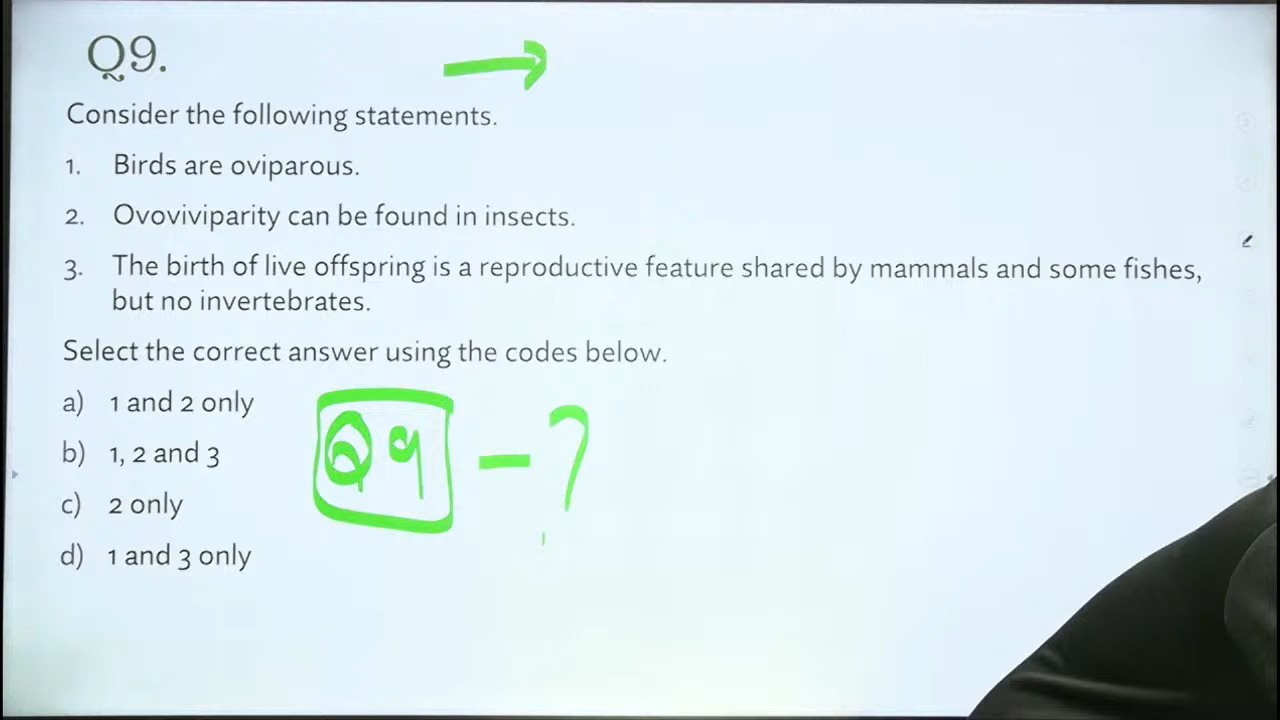 Q9.
Consider the following statements.
1. Birds are oviparous.
2. Ovoviviparity can be found in insects.
3. The birth of live offspring is a reproductive feature shared by mammals and some fishes,
but no invertebrates.
Select the correct answer using the codes below.
a) 1 and 2 only
b) 1, 2 and 3
c) 2 only
d) 1 and 3 only
Q9 - ?